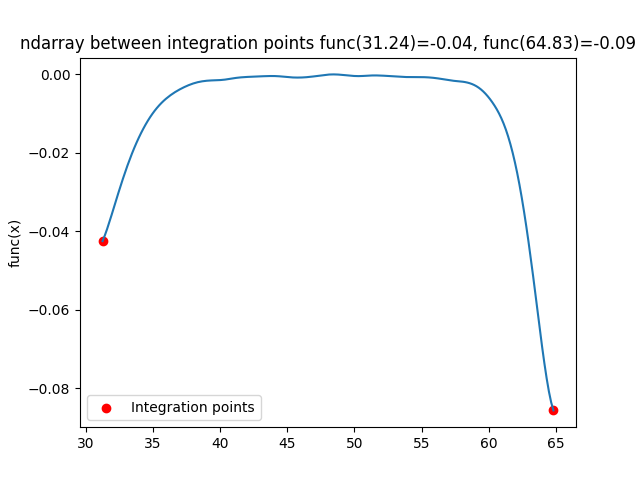 ndarray between integration points func(31.24)=-0.04, func(64.83)=-0.09
0.00
−0.02
−0.04
−0.06
−0.08
func(x)
Integration points
30 35 40 45 50 55 60 65